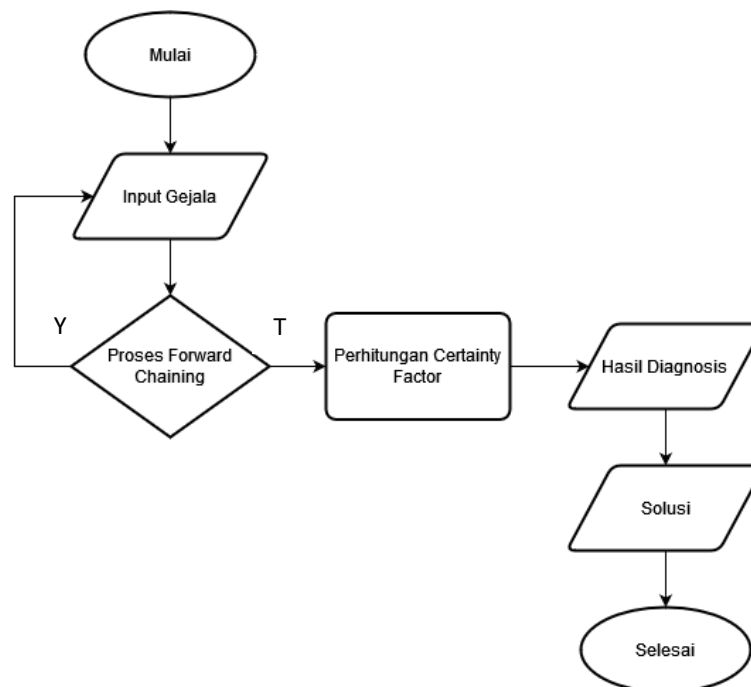 Mulai
Input Gejala
Y
T
Proses Forward
Chaining
Perhitungan Certainty
Factor
Hasil Diagnosis
Solusi
Selesai